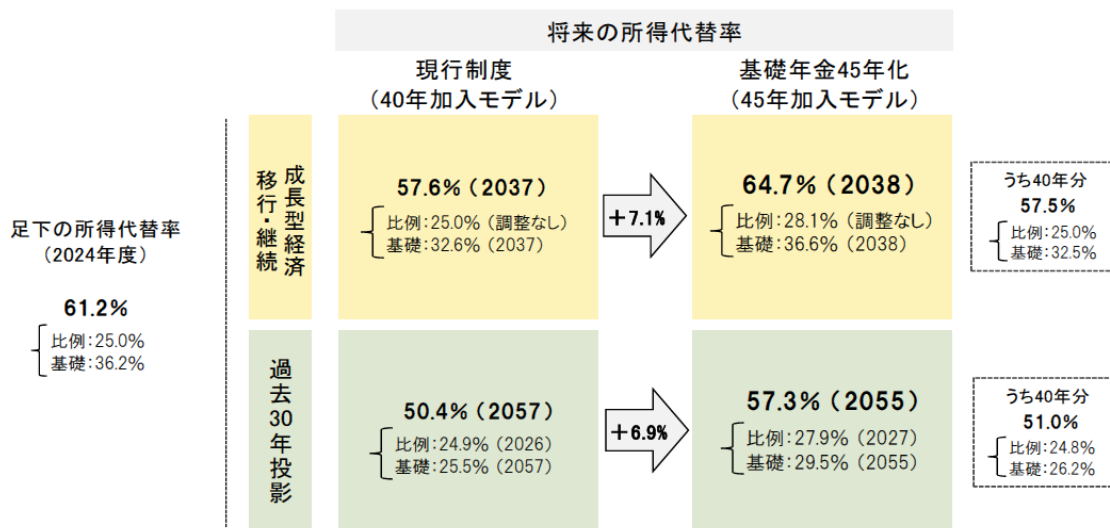 将来の所得代替率
現行制度
（40年加入モデル）
基礎年金45年化
（45年加入モデル）
足下の所得代替率
（2024年度）
61.2%
比例：25.0%
基礎：36.2%
成長型経済
移行・継続
57.6%（2037）
比例：25.0%（調整なし）
基礎：32.6%（2037）
＋7.1%
64.7%（2038）
比例：28.1%（調整なし）
基礎：36.6%（2038）
うち40年分
57.5%
比例：25.0%
基礎：32.5%
過去30年投影
50.4%（2057）
比例：24.9%（2026）
基礎：25.5%（2057）
＋6.9%
57.3%（2055）
比例：27.9%（2027）
基礎：29.5%（2055）
うち40年分
51.0%
比例：24.8%
基礎：26.2%